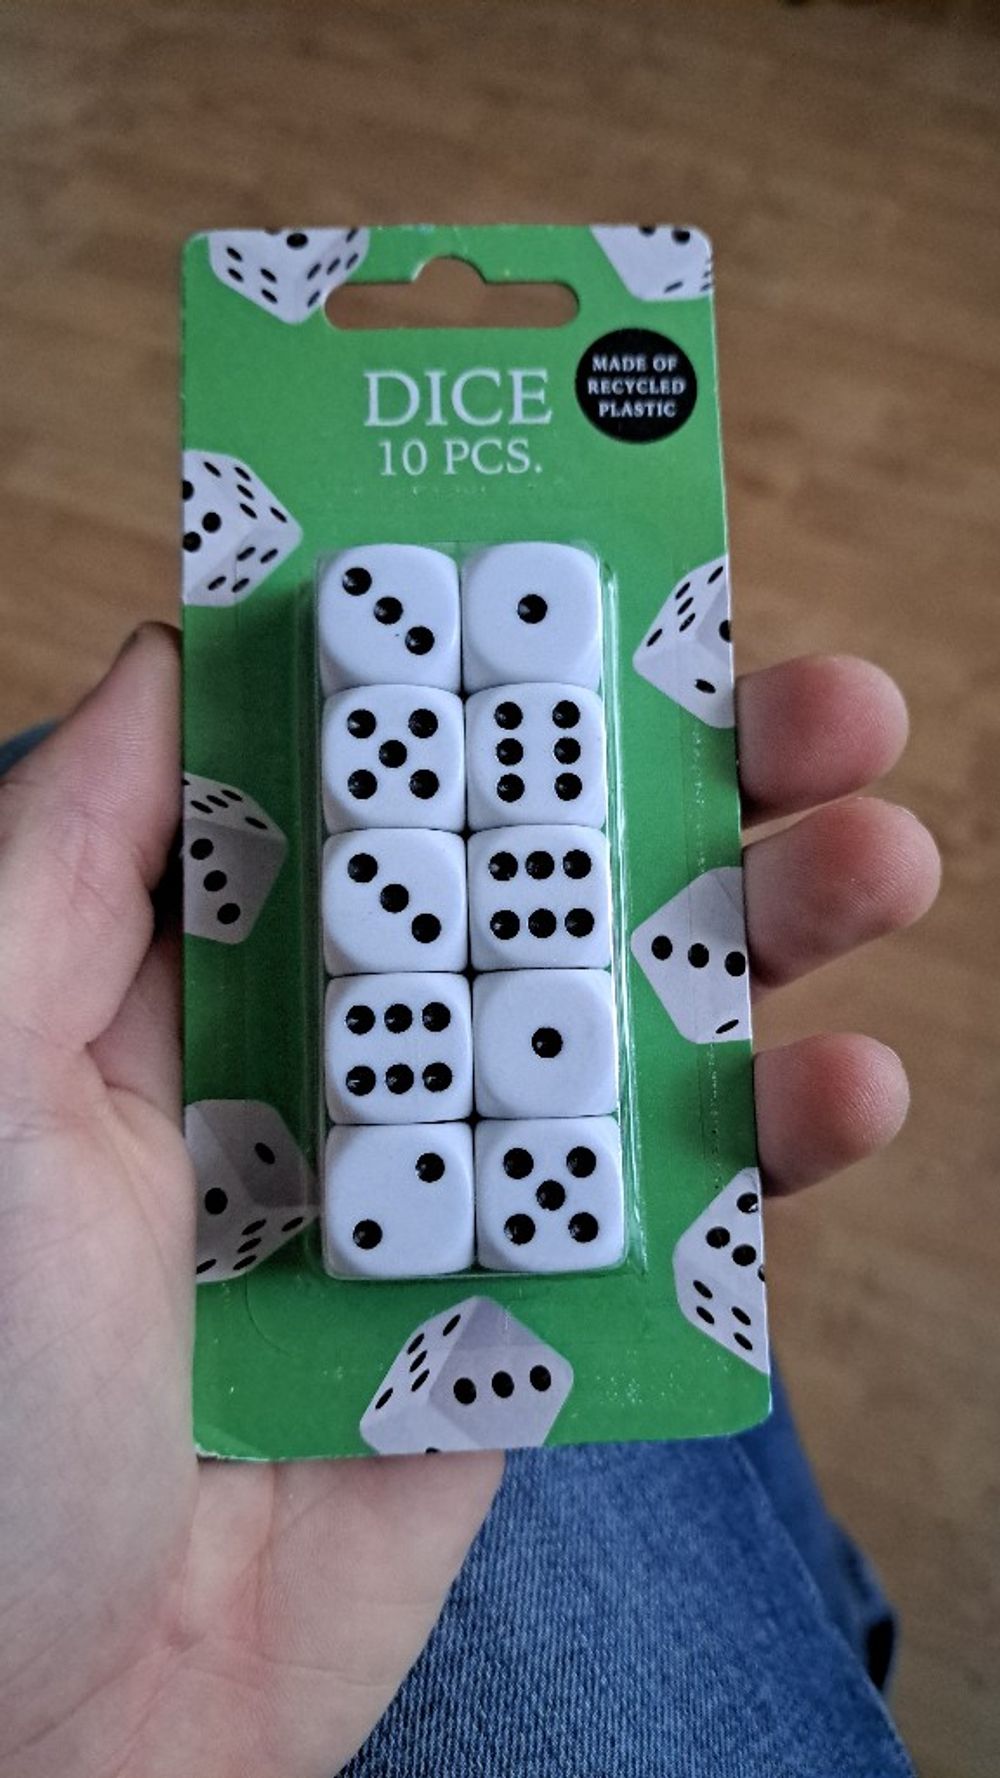 DICE
10 PCS.
MADE OF
RECYCLED
PLASTIC